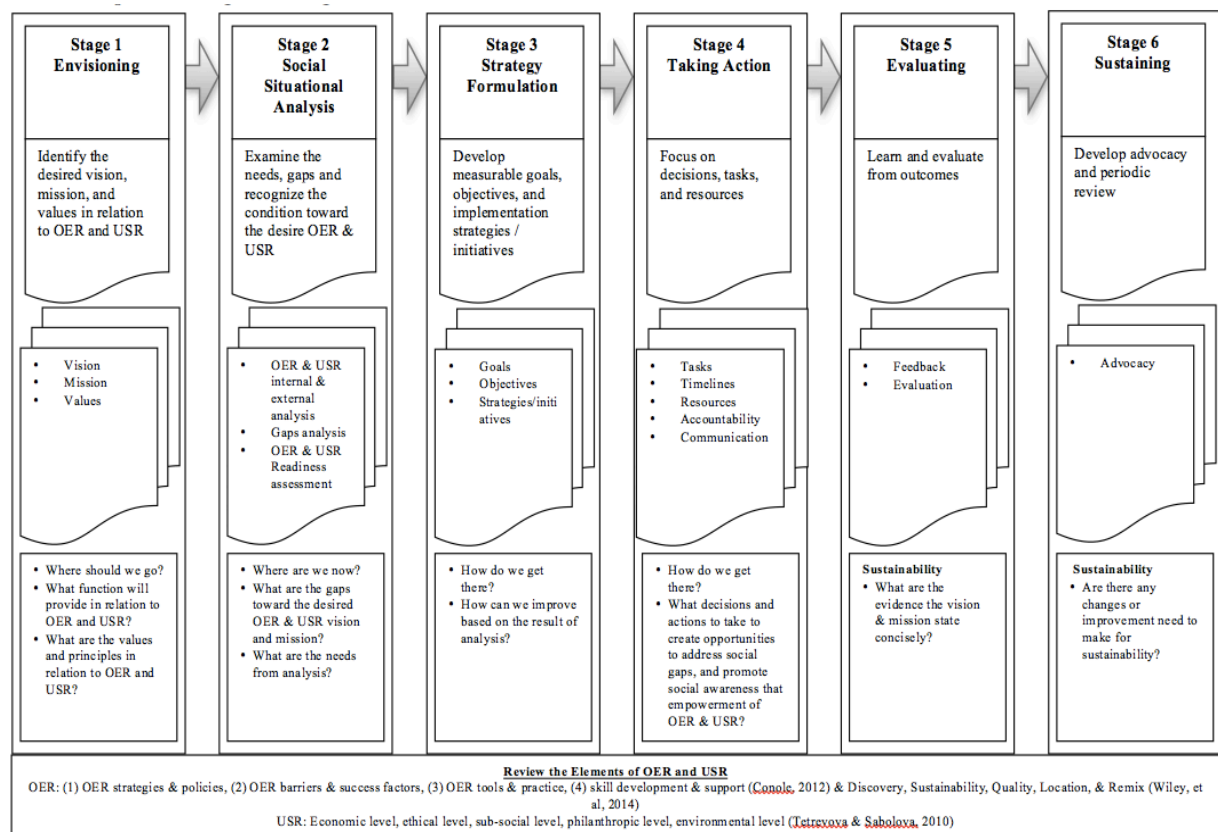 Stage 1
Envisioning
Identify the
desired vision,
mission, and
values in relation
to OER and USR
• Vision
• Mission
• Values
• Where should we go?
• What function will
provide in relation to
OER and USR?
• What are the values
and principles in
relation to OER and
USR?
Stage 2
Social
Situational
Analysis
Examine the
needs, gaps and
recognize the
condition toward
the desire OER &
USR
• OER & USR
internal &
external
analysis
• Gaps analysis
• OER & USR
Readiness
assessment
• Where are we now?
• What are the gaps
toward the desired
OER & USR vision
and mission?
• What are the needs
from analysis?
Stage 3
Strategy
Formulation
Develop
measurable goals,
objectives, and
implementation
strategies /
initiatives
• Goals
• Objectives
• Strategies/initi
atives
• How do we get
there?
• How can we improve
based on the result of
analysis?
Stage 4
Taking Action
Focus on
decisions, tasks,
and resources
• Tasks
• Timelines
• Resources
• Accountability
• Communication
• How do we get
there?
• What decisions and
actions to take to
create opportunities
to address social
gaps, and promote
social awareness that
empowerment of
OER & USR?
Stage 5
Evaluating
Learn and evaluate
from outcomes
• Feedback
• Evaluation
Sustainability
• What are the
evidence the vision
& mission state
concisely?
Stage 6
Sustaining
Develop advocacy
and periodic
review
• Advocacy
Sustainability
• Are there any
changes or
improvement need to
make for
sustainability?
Review the Elements of OER and USR
OER: (1) OER strategies & policies, (2) OER barriers & success factors, (3) OER tools & practice, (4) skill development & support (Conole, 2012) & Discovery, Sustainability, Quality, Location, & Remix (Wiley, et
al, 2014)
USR: Economic level, ethical level, sub-social level, philanthropic level, environmental level (Tetrevova & Sabolova, 2010)